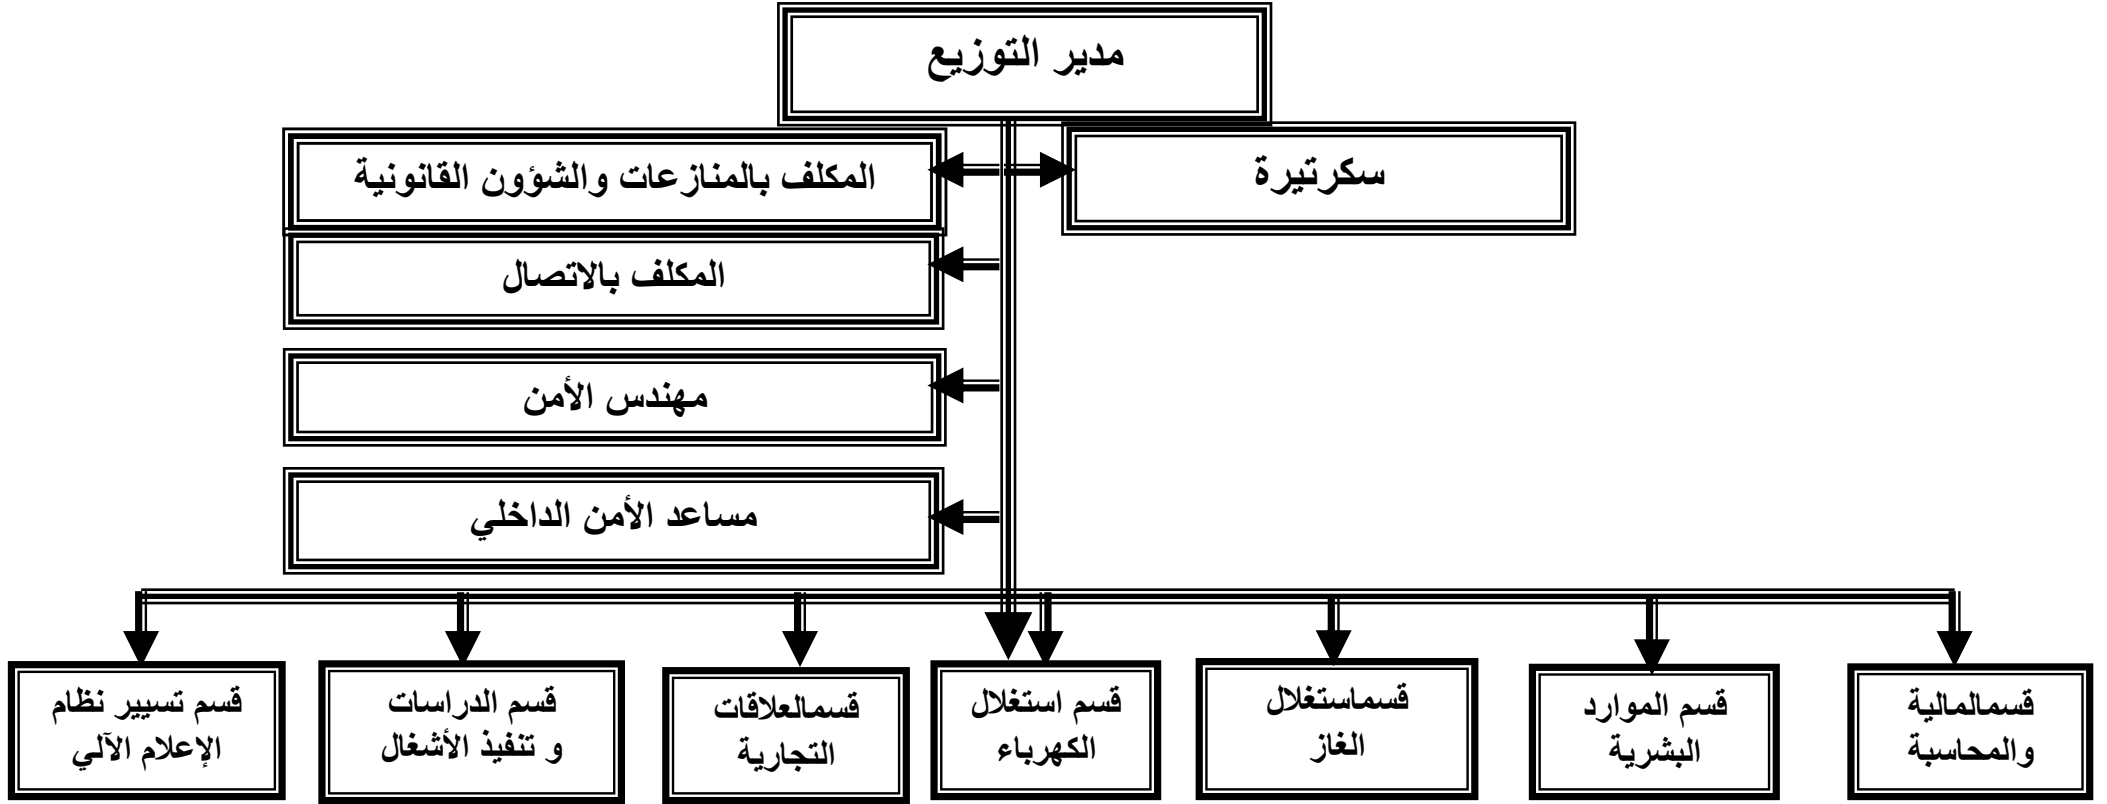 مدير التوزيع
سكرتيرة
المكلف بالمنازعات والشؤون القانونية
المكلف بالاتصال
مهندس الأمن
مساعد الأمن الداخلي
قسمالمالية
والمحاسبة
قسم الموارد
البشرية
قسماستغلال
الغاز
قسم استغلال
الكهرباء
قسمالعلاقات
التجارية
قسم الدراسات
و تنفيذ الأشغال
قسم تسيير نظام
الإعلام الآلي